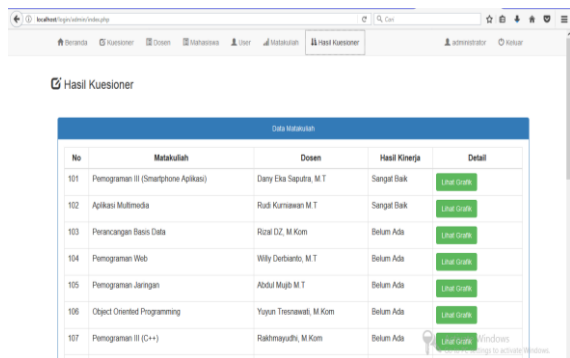 localhost/login/admin/index.php
Cari
Beranda Kuesioner Dosen Mahasiswa User Matakuliah Hasil Kuesioner administrator Keluar
Hasil Kuesioner
Data Matakuliah
No Matakuliah Dosen Hasil Kinerja Detail
101 Pemograman III (Smartphone Aplikasi) Dany Eka Saputra, M.T Sangat Baik Lihat Grafik
102 Aplikasi Multimedia Rudi Kurniawan M.T Sangat Baik Lihat Grafik
103 Perancangan Basis Data Rizal DZ, M.Kom Belum Ada Lihat Grafik
104 Pemograman Web Willy Derbianto, M.T Belum Ada Lihat Grafik
105 Pemograman Jaringan Abdul Mujib M.T Belum Ada Lihat Grafik
106 Object Oriented Programming Yuyun Tresnawati, M.Kom Belum Ada Lihat Grafik
107 Pemograman III (C++) Rakhmayudhi, M.Kom Belum Ada Lihat Grafik
Windows
settings to activate Windows.